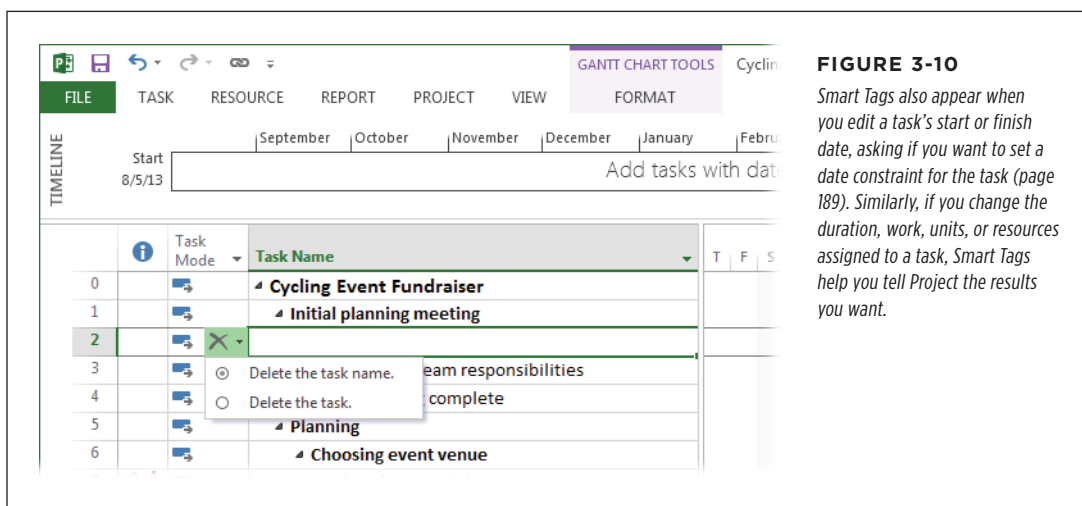 GANTT CHART TOOLS Cyclin
FILE TASK RESOURCE REPORT PROJECT VIEW FORMAT
TIMELINE
September October November December January Febru
Start
8/5/13
Add tasks with date
Task
Mode Task Name T F S
0 Cycling Event Fundraiser
1 Initial planning meeting
2
3 eam responsibilities
Delete the task name.
4 complete
Delete the task.
5 Planning
6 Choosing event venue
FIGURE 3-10
Smart Tags also appear when
you edit a task's start or finish
date, asking if you want to set a
date constraint for the task (page
189). Similarly, if you change the
duration, work, units, or resources
assigned to a task, Smart Tags
help you tell Project the results
you want.